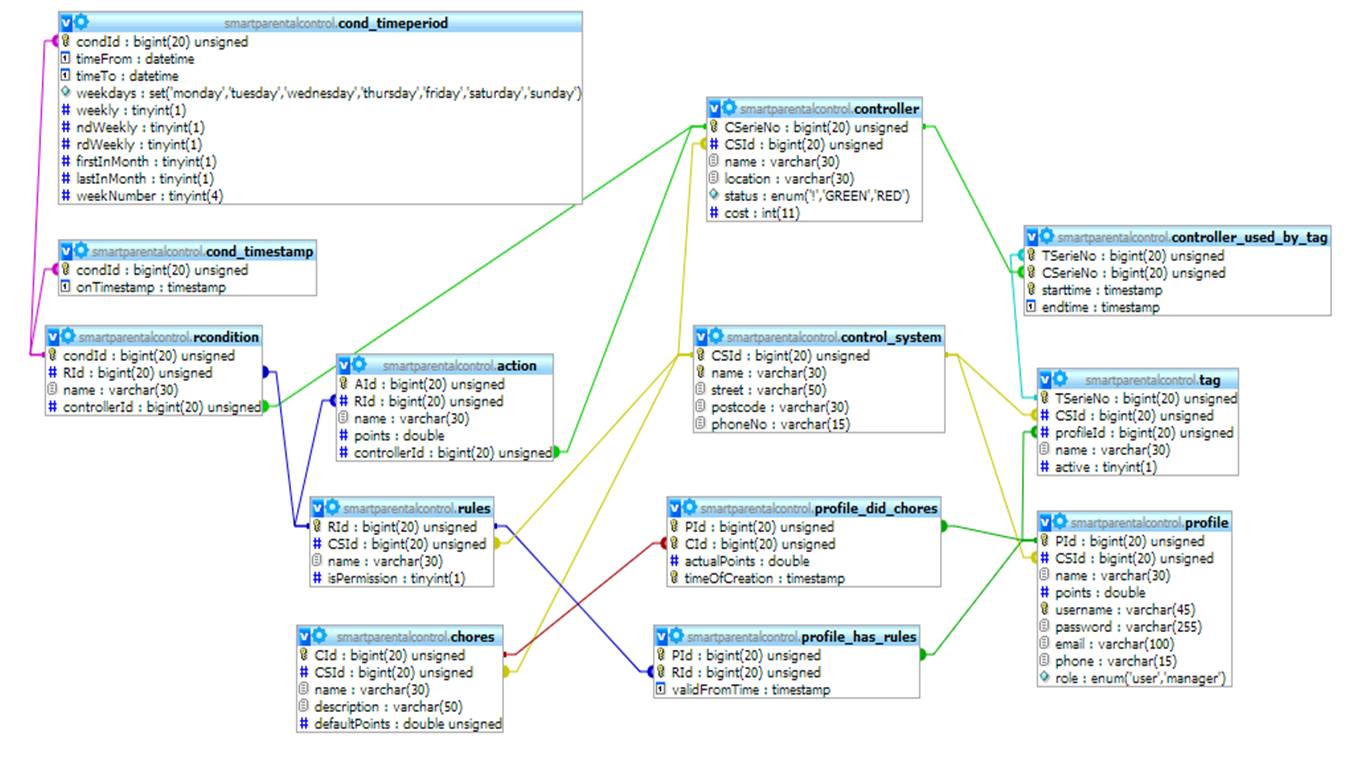 smartparentalcontrol.cond_timeperiod
condId : bigint(20) unsigned
timeFrom : datetime
timeTo : datetime
weekdays : set('monday','tuesday','wednesday','thursday','friday','saturday','sunday')
weekly : tinyint(1)
ndWeekly : tinyint(1)
rdWeekly : tinyint(1)
firstInMonth : tinyint(1)
lastInMonth : tinyint(1)
weekNumber : tinyint(4)
smartparentalcontrol.cond_timestamp
condId : bigint(20) unsigned
onTimestamp : timestamp
smartparentalcontrol.rcondition
condId : bigint(20) unsigned
RId : bigint(20) unsigned
name : varchar(30)
controllerId : bigint(20) unsigned
smartparentalcontrol.action
AId : bigint(20) unsigned
RId : bigint(20) unsigned
name : varchar(30)
points : double
controllerId : bigint(20) unsigned
smartparentalcontrol.rules
RId : bigint(20) unsigned
CSId : bigint(20) unsigned
name : varchar(30)
isPermission : tinyint(1)
smartparentalcontrol.chores
CId : bigint(20) unsigned
CSId : bigint(20) unsigned
name : varchar(30)
description : varchar(50)
defaultPoints : double unsigned
smartparentalcontrol.controller
CSerieNo : bigint(20) unsigned
CSId : bigint(20) unsigned
name : varchar(30)
location : varchar(30)
status : enum('!','GREEN','RED')
cost : int(11)
smartparentalcontrol.control_system
CSId : bigint(20) unsigned
name : varchar(30)
street : varchar(50)
postcode : varchar(30)
phoneNo : varchar(15)
smartparentalcontrol.profile_did_chores
PId : bigint(20) unsigned
CId : bigint(20) unsigned
actualPoints : double
timeOfCreation : timestamp
smartparentalcontrol.profile_has_rules
PId : bigint(20) unsigned
RId : bigint(20) unsigned
validFromTime : timestamp
smartparentalcontrol.controller_used_by_tag
TSerieNo : bigint(20) unsigned
CSerieNo : bigint(20) unsigned
starttime : timestamp
endtime : timestamp
smartparentalcontrol.tag
TSerieNo : bigint(20) unsigned
CSId : bigint(20) unsigned
profileId : bigint(20) unsigned
name : varchar(30)
active : tinyint(1)
smartparentalcontrol.profile
PId : bigint(20) unsigned
CSId : bigint(20) unsigned
name : varchar(30)
points : double
username : varchar(45)
password : varchar(255)
email : varchar(100)
phone : varchar(15)
role : enum('user','manager')